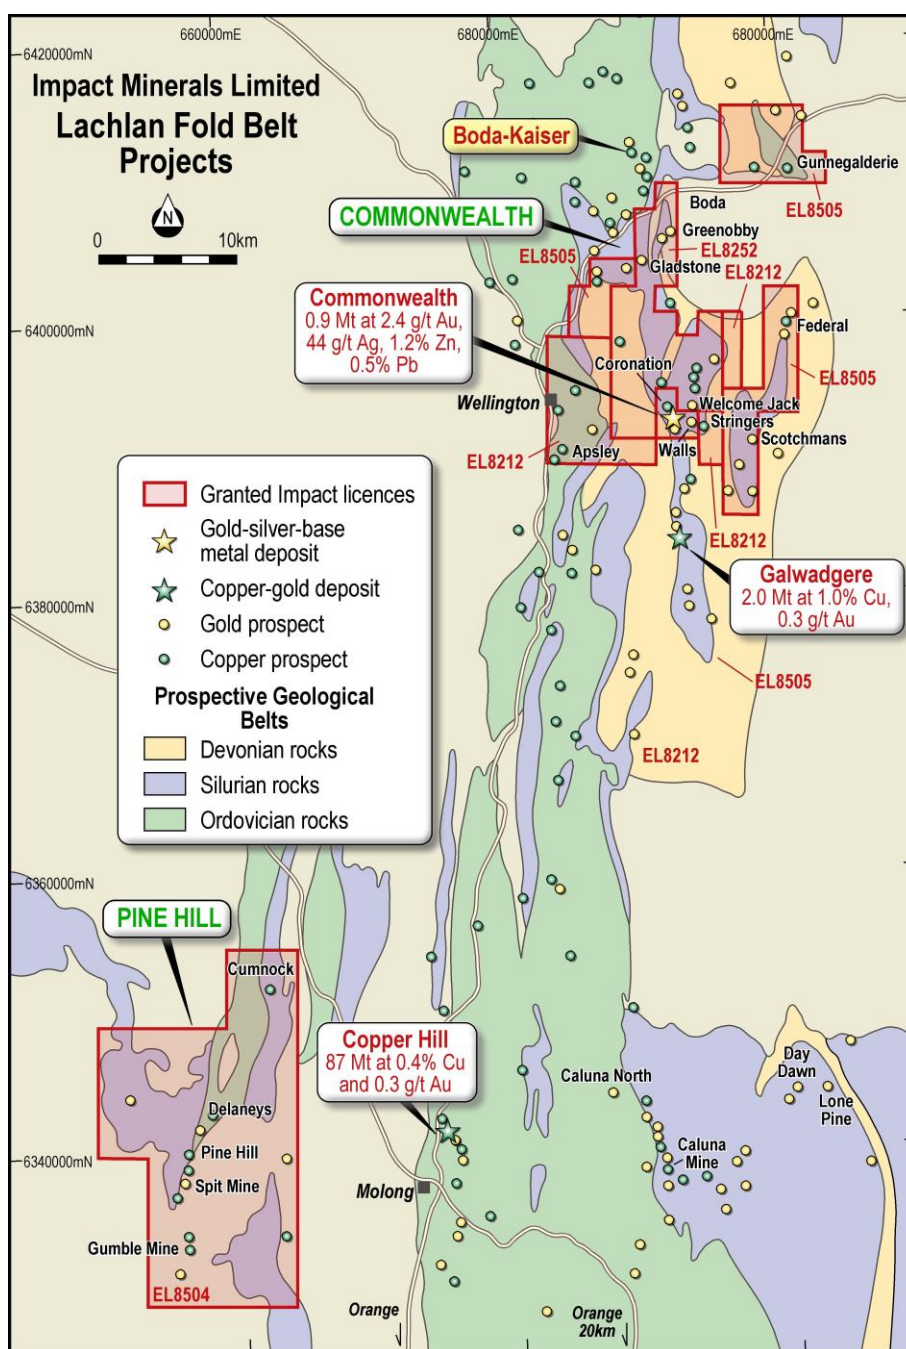 660000mE
680000mE
680000mE
6420000mN
Impact Minerals Limited
Lachlan Fold Belt
Projects
N
0
10km
Boda-Kaiser
Gunnegalderie
COMMONWEALTH
Boda
EL8505
Greenobby
EL8505
EL8252
Gladstone
EL8212
Commonwealth
0.9 Mt at 2.4 g/t Au,
44 g/t Ag, 1.2% Zn,
0.5% Pb
6400000mN
Federal
Coronation
EL8505
Wellington
Welcome Jack
Stringers
Scotchmans
Apsley
Walls
EL8212
EL8212
Granted Impact licences
Gold-silver-base
metal deposit
Copper-gold deposit
Gold prospect
Copper prospect
Prospective Geological
Belts
Devonian rocks
Silurian rocks
Ordovician rocks
Galwadgere
2.0 Mt at 1.0% Cu,
0.3 g/t Au
6380000mN
EL8505
EL8212
6360000mN
PINE HILL
Cumnock
Copper Hill
87 Mt at 0.4% Cu
and 0.3 g/t Au
Day
Dawn
Caluna North
Lone
Pine
Delaneys
Caluna
Mine
6340000mN
Pine Hill
Spit Mine
Molong
Gumble Mine
EL8504
Orange
Orange
20km